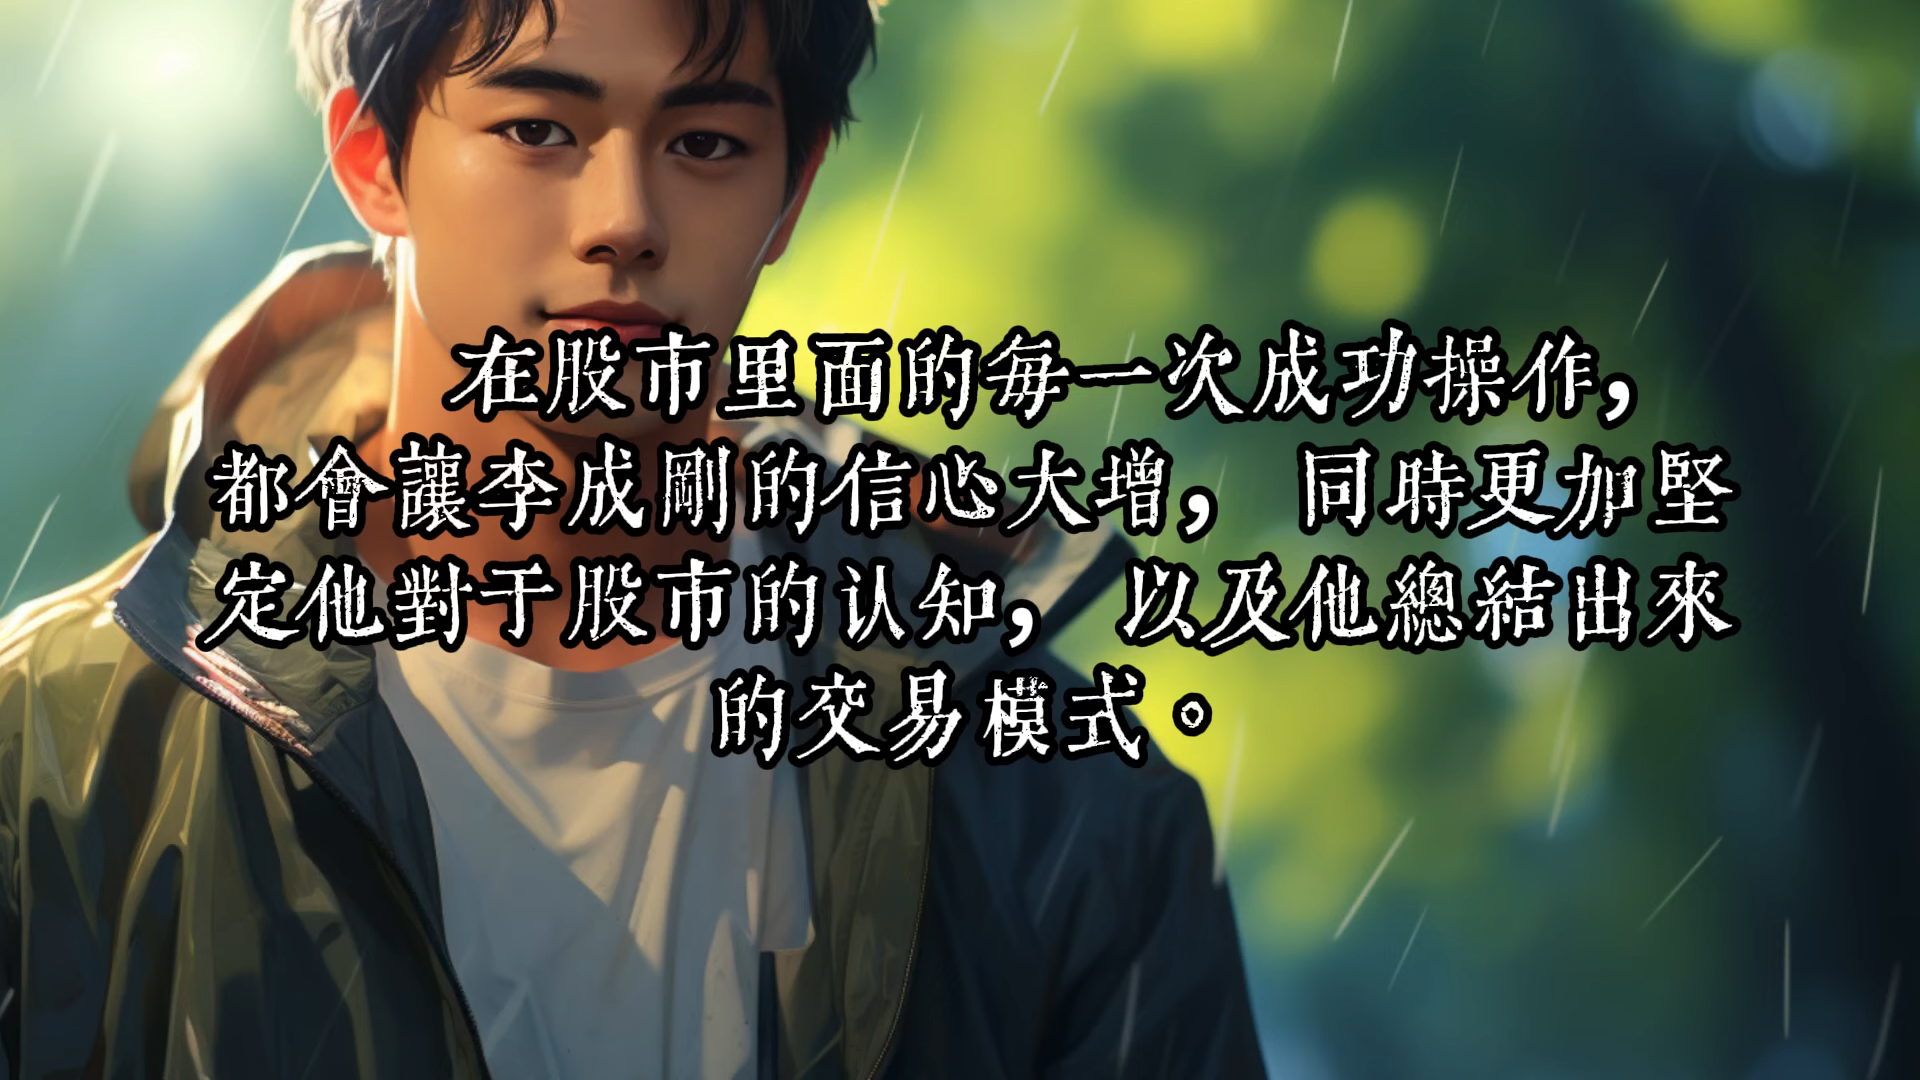 在股市里面的每一次成功操作，
都會讓李成剛的信心大增，同時更加堅
定他對于股市的认知，以及他總結出來
的交易模式。